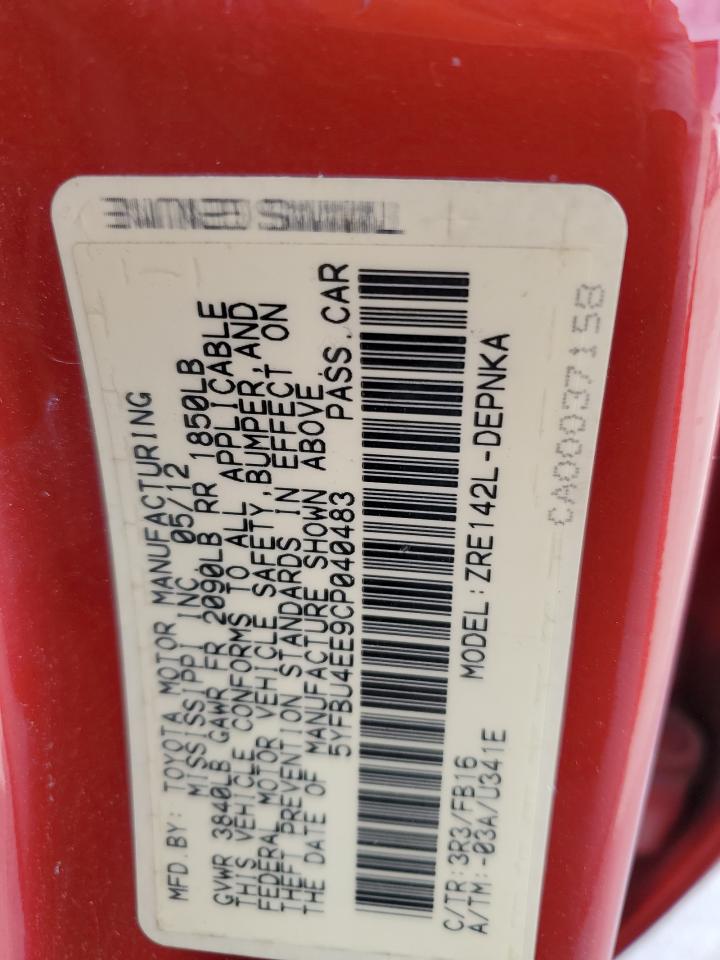 MFD.BY: TOYOTA MOTOR MANUFACTURING
MISSISSIPPI INC 05/12
GVWR 3840LB GAWR FR 2090LB RR 1850LB
THIS VEHICLE CONFORMS TO ALL APPLICABLE
FEDERAL MOTOR VEHICLE SAFETY,BUMPER,AND
THEFT PREVENTION STANDARDS IN EFFECT ON
THE DATE OF MANUFACTURE SHOWN ABOVE.
5YFBU4EE9CP040483 PASS.CAR
MODEL:ZRE142L-DEPNKA
C/TR:3R3/FB16
A/TM:-03A/U341E
CA00037158